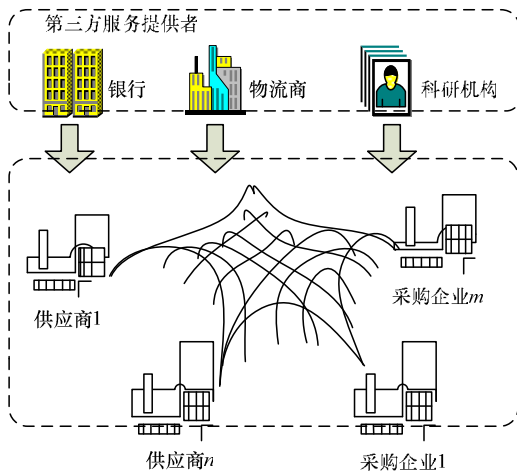 第三方服务提供者
银行
物流商
科研机构
供应商1
采购企业m
供应商n
采购企业1